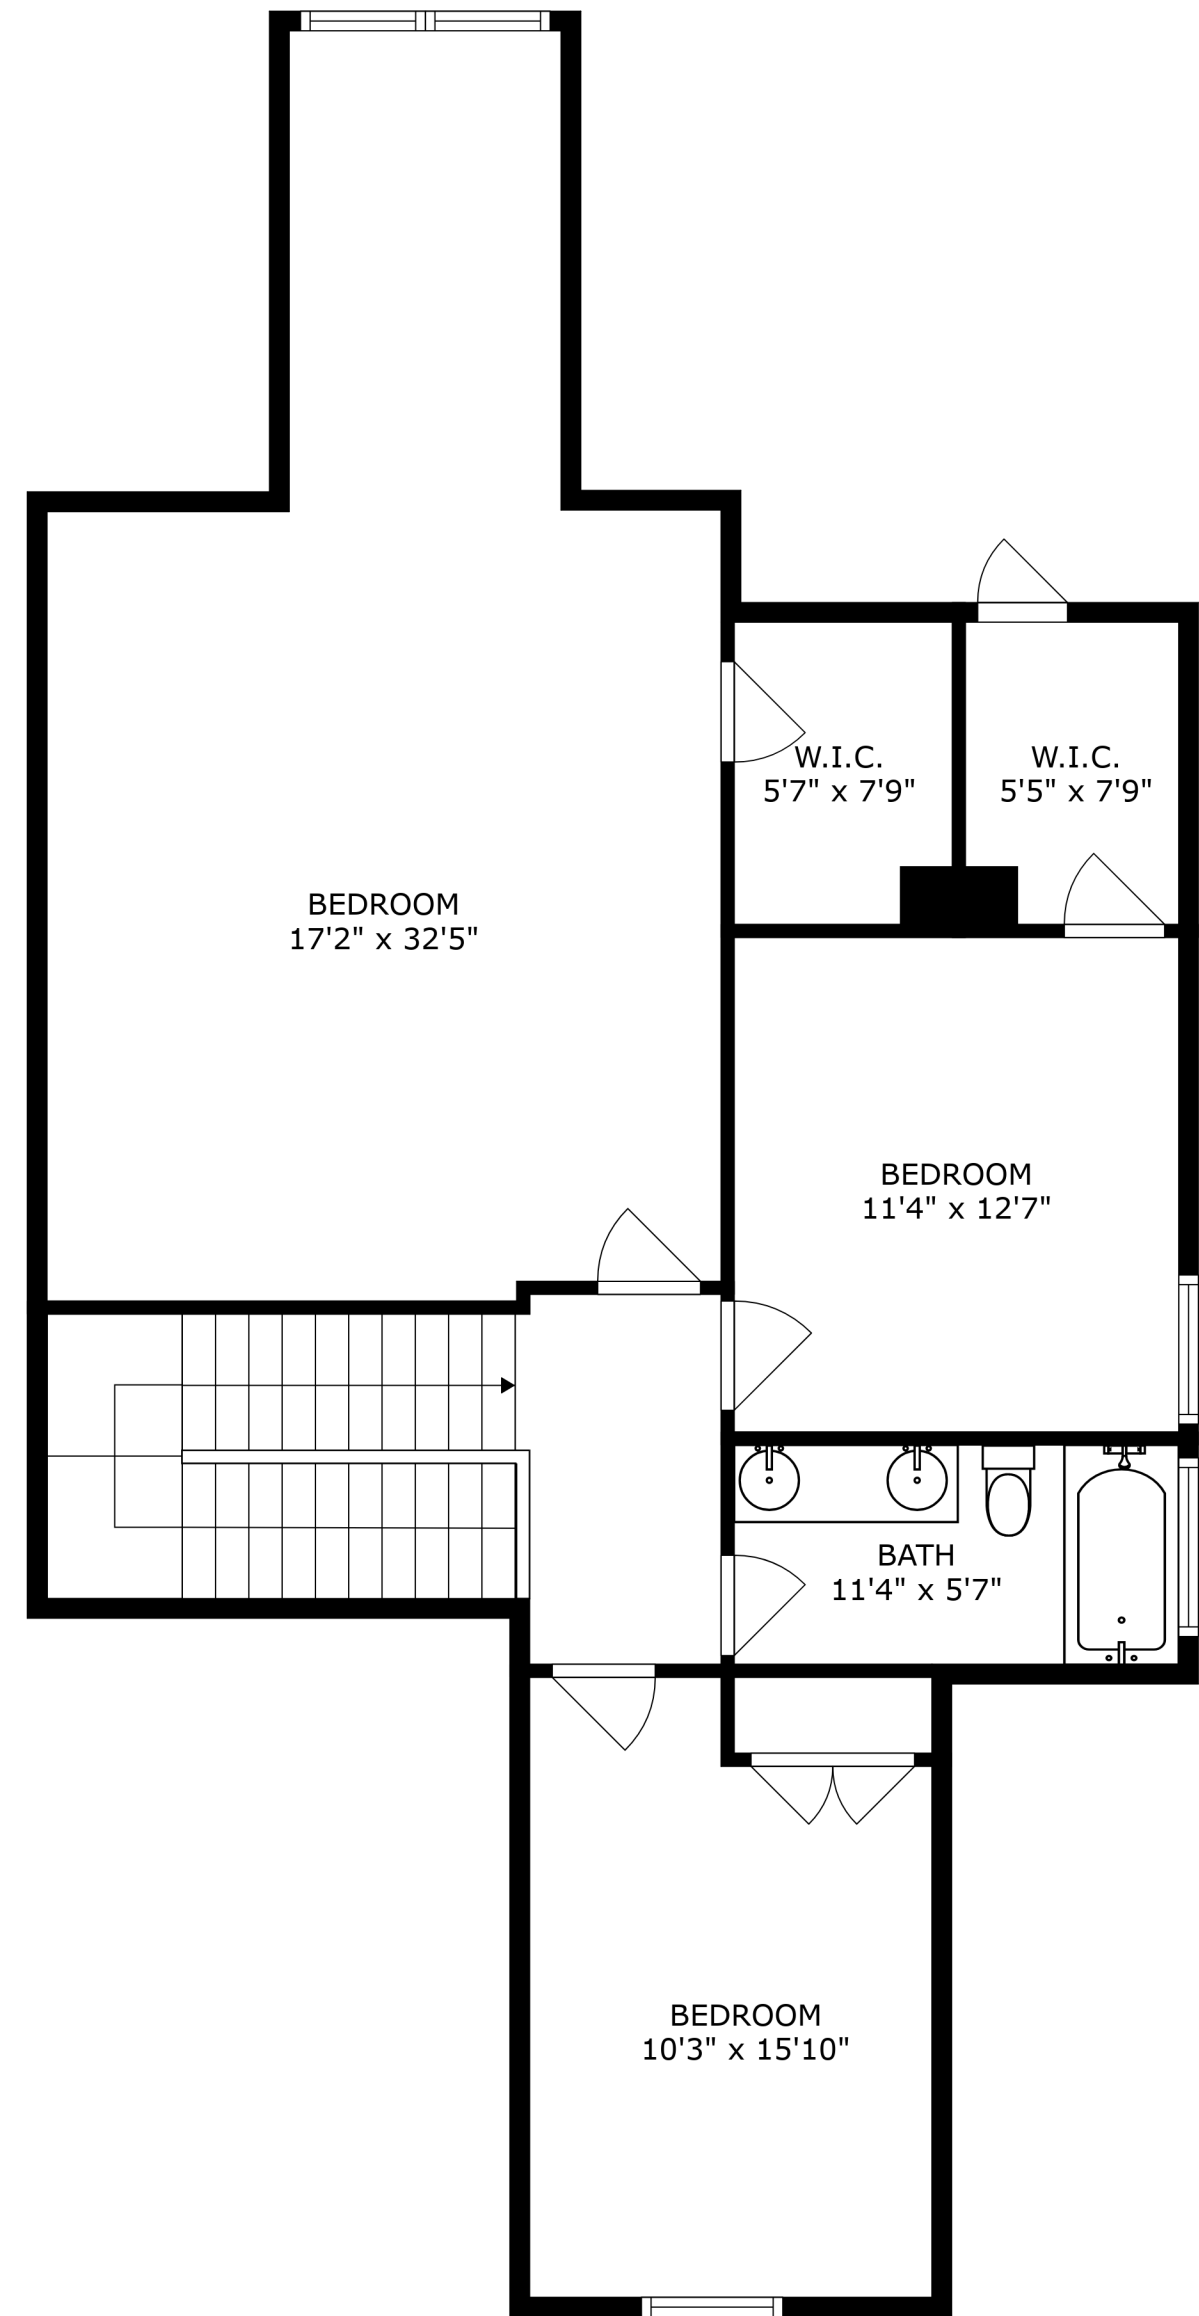 W.I.C.
5'7" x 7'9"
W.I.C.
5'5" x 7'9"
BEDROOM
17'2" x 32'5"
BEDROOM
11'4" x 12'7"
BATH
11'4" x 5'7"
BEDROOM
10'3" x 15'10"